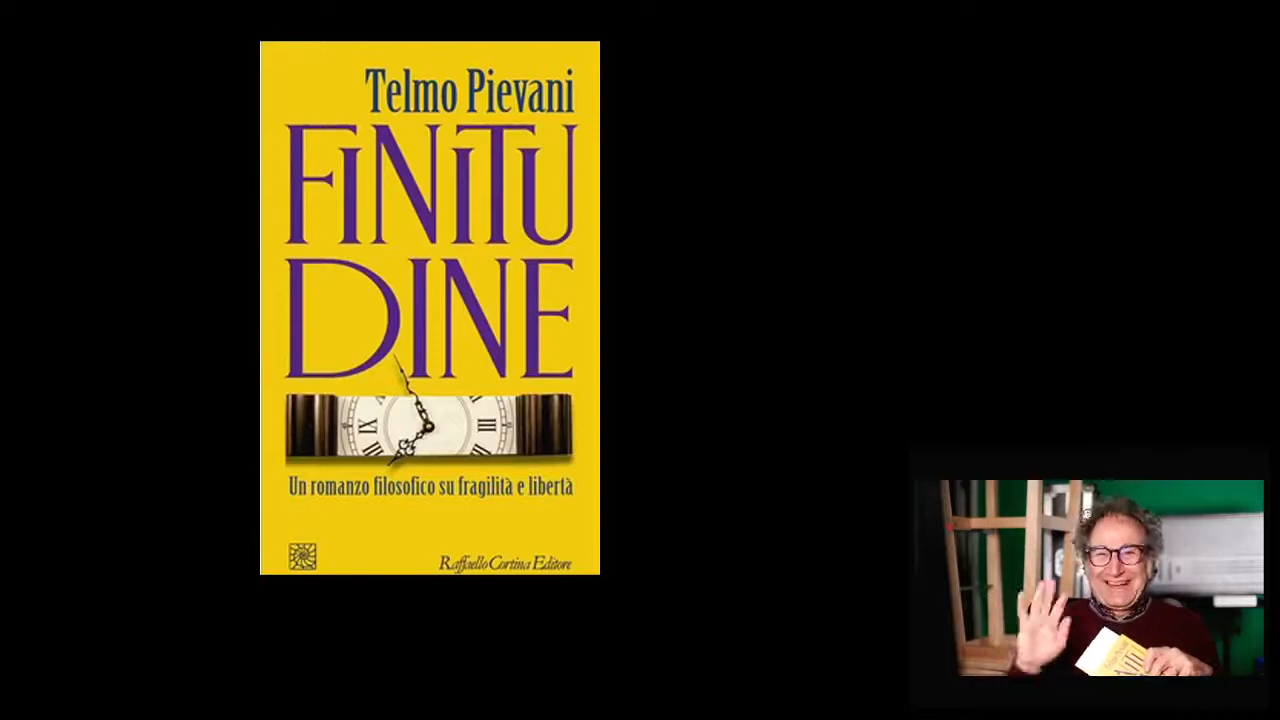 Telmo Pievani
FINITU
DINE
Un romanzo filosofico su fragilità e libertà
Raffaello Cortina Editore